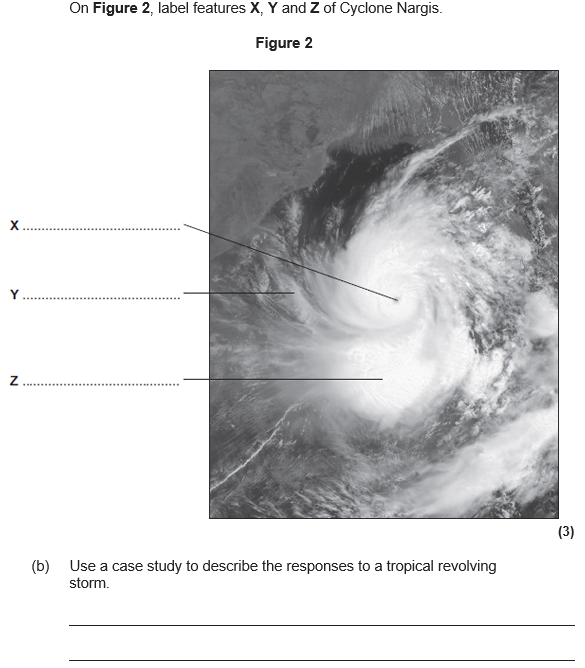 On Figure 2, label features X, Y and Z of Cyclone Nargis.
Figure 2
X ..........................................
Y ..........................................
Z ..........................................
(3)
(b) Use a case study to describe the responses to a tropical revolving
storm.